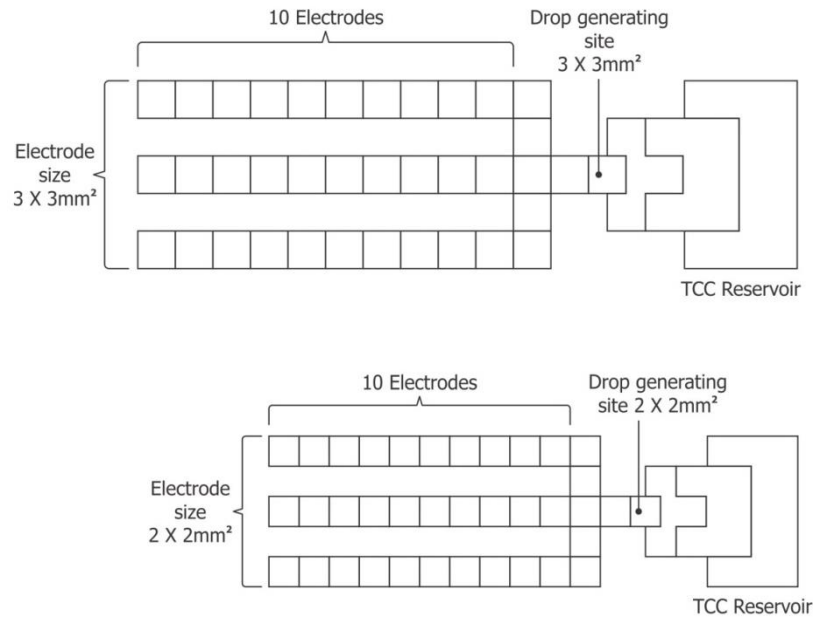 10 Electrodes
Drop generating
site
3 X 3mm²
Electrode
size
3 X 3mm²
TCC Reservoir
10 Electrodes
Drop generating
site 2 X 2mm²
Electrode
size
2 X 2mm²
TCC Reservoir